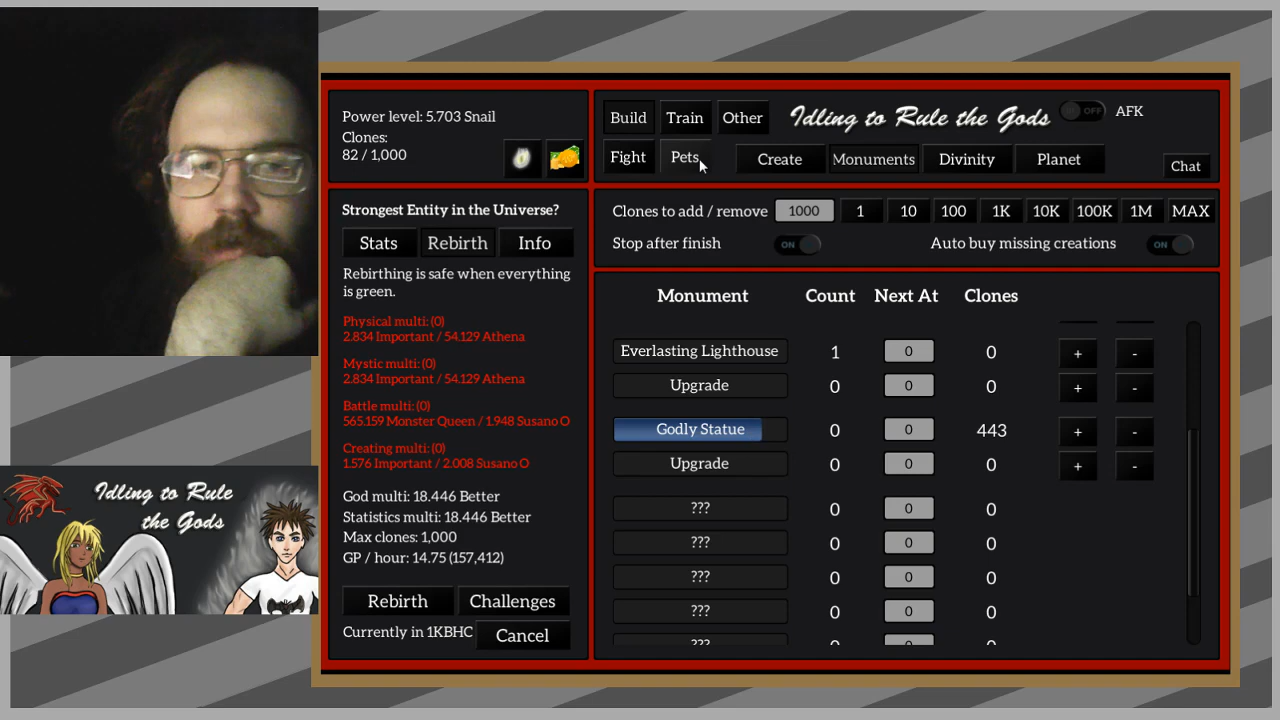 Power level: 5.703 Snail
Clones:
82 / 1,000
Build
Train
Other
Idling to Rule the Gods
OFF
AFK
Fight
Pets
Create
Monuments
Divinity
Planet
Chat
Strongest Entity in the Universe?
Stats
Rebirth
Info
Rebirthing is safe when everything
is green.
Physical multi: (0)
2.834 Important / 54.129 Athena
Mystic multi: (0)
2.834 Important / 54.129 Athena
Battle multi: (0)
565.159 Monster Queen / 1.948 Susano O
Creating multi: (0)
1.576 Important / 2.008 Susano O
God multi: 18.446 Better
Statistics multi: 18.446 Better
Max clones: 1,000
GP / hour: 14.75 (157,412)
Rebirth
Challenges
Currently in 1KBHC
Cancel
Clones to add / remove
1000
1
10
100
1K
10K
100K
1M
MAX
Stop after finish
ON
Auto buy missing creations
ON
Monument
Count
Next At
Clones
Everlasting Lighthouse
1
0
0
+
-
Upgrade
0
0
0
+
-
Godly Statue
0
0
443
+
-
Upgrade
0
0
0
+
-
???
0
0
0
???
0
0
0
???
0
0
0
???
0
0
0
Idling to Rule
the Gods